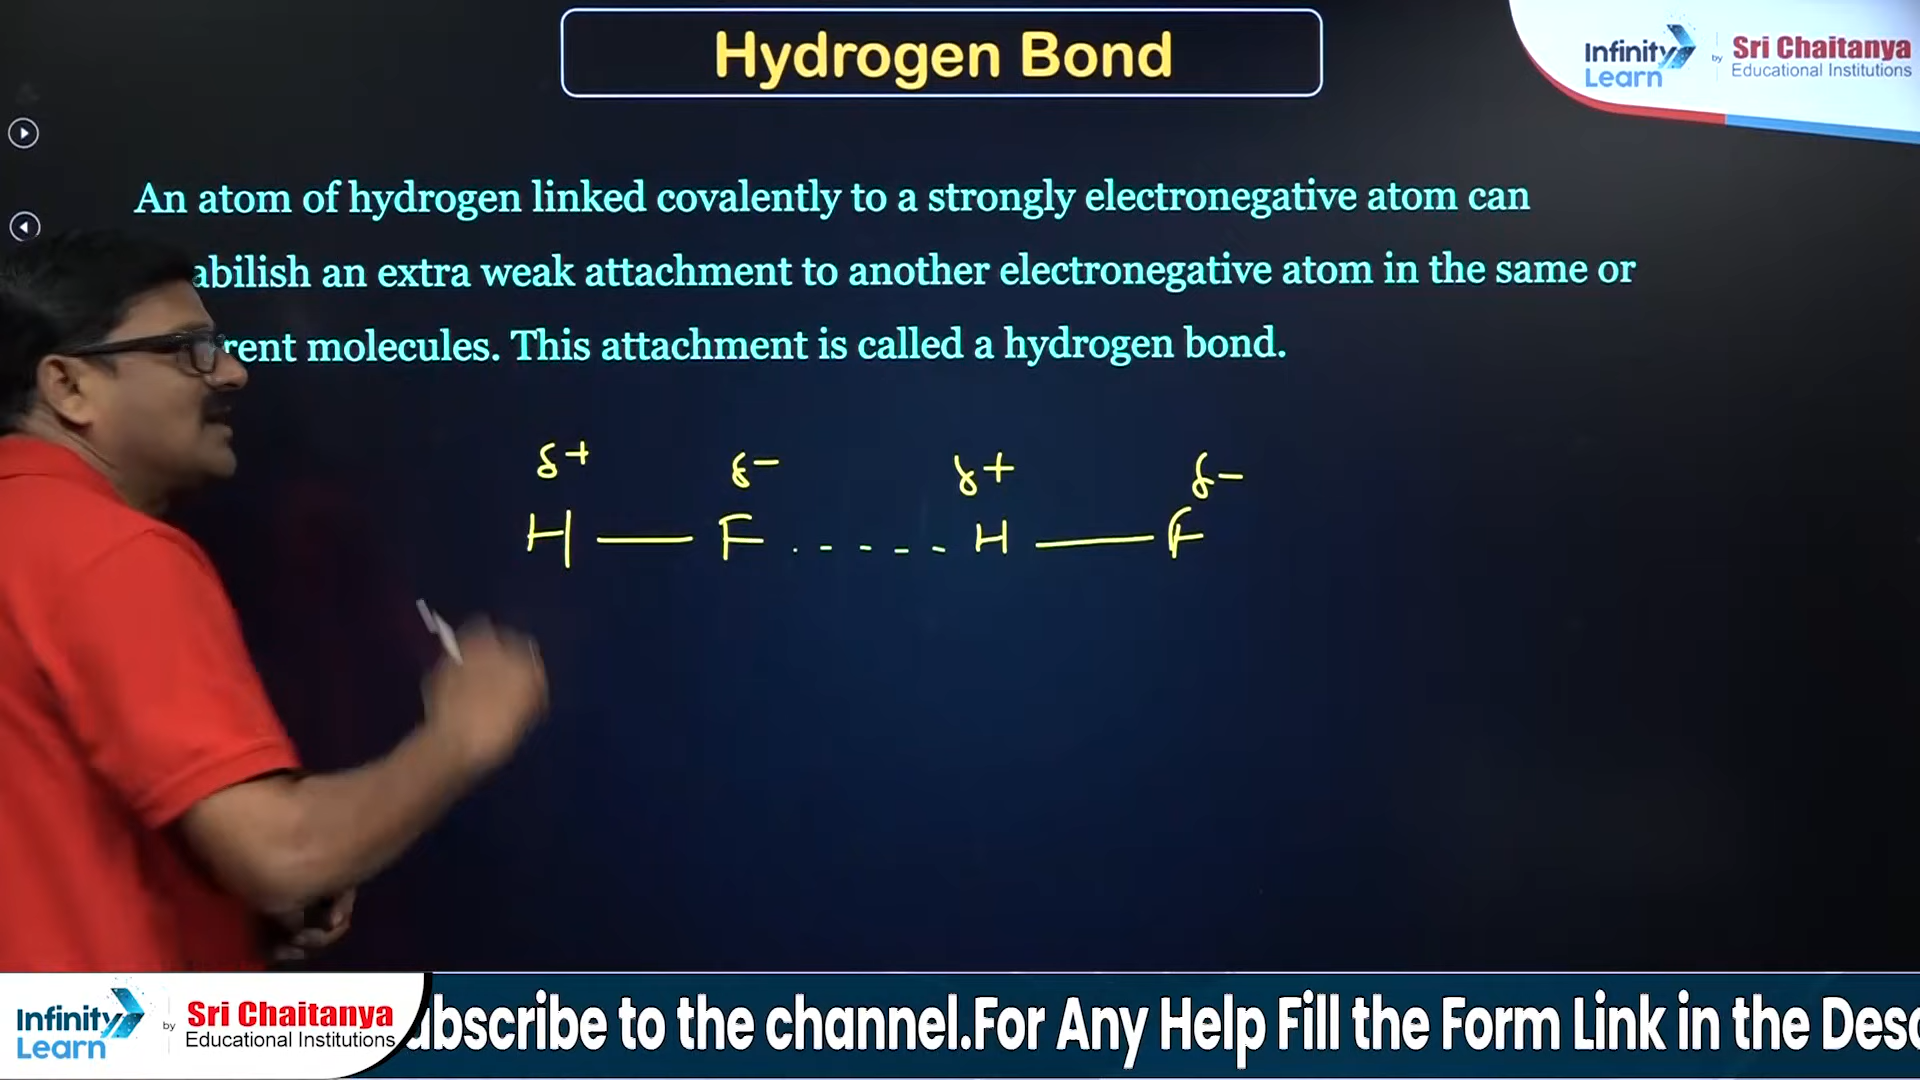 Hydrogen Bond
Infinity Learn by Sri Chaitanya Educational Institutions
An atom of hydrogen linked covalently to a strongly electronegative atom can
abilish an extra weak attachment to another electronegative atom in the same or
rent molecules. This attachment is called a hydrogen bond.
δ+ δ- δ+ δ-
H — F ..... H — F
Infinity Learn by Sri Chaitanya Educational Institutions
ubscribe to the channel.For Any Help Fill the Form Link in the Desc